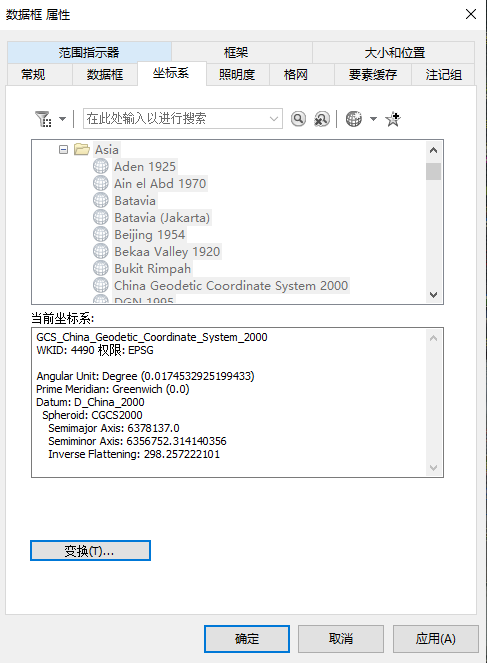 数据框 属性
范围指示器 框架 大小和位置
常规 数据框 坐标系 照明度 格网 要素缓存 注记组
在此处输入以进行搜索
Asia
Aden 1925
Ain el Abd 1970
Batavia
Batavia (Jakarta)
Beijing 1954
Bekaa Valley 1920
Bukit Rimpah
China Geodetic Coordinate System 2000
DGN 1995
当前坐标系:
GCS_China_Geodetic_Coordinate_System_2000
WKID: 4490 权限: EPSG
Angular Unit: Degree (0.0174532925199433)
Prime Meridian: Greenwich (0.0)
Datum: D_China_2000
Spheroid: CGCS2000
Semimajor Axis: 6378137.0
Semiminor Axis: 6356752.314140356
Inverse Flattening: 298.257222101
变换(T)...
确定 取消 应用(A)